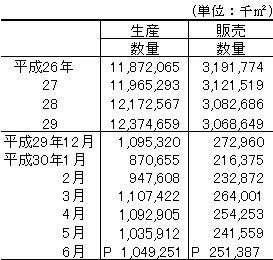 (単位：千㎡)
生産 販売
数量 数量
平成26年 11,872,065 3,191,774
27 11,965,293 3,121,519
28 12,172,567 3,082,686
29 12,374,659 3,068,649
平成29年12月 1,095,320 272,960
平成30年1月 870,655 216,375
2月 947,608 232,872
3月 1,107,422 264,001
4月 1,092,905 254,253
5月 1,035,912 241,559
6月 P 1,049,251 P 251,387